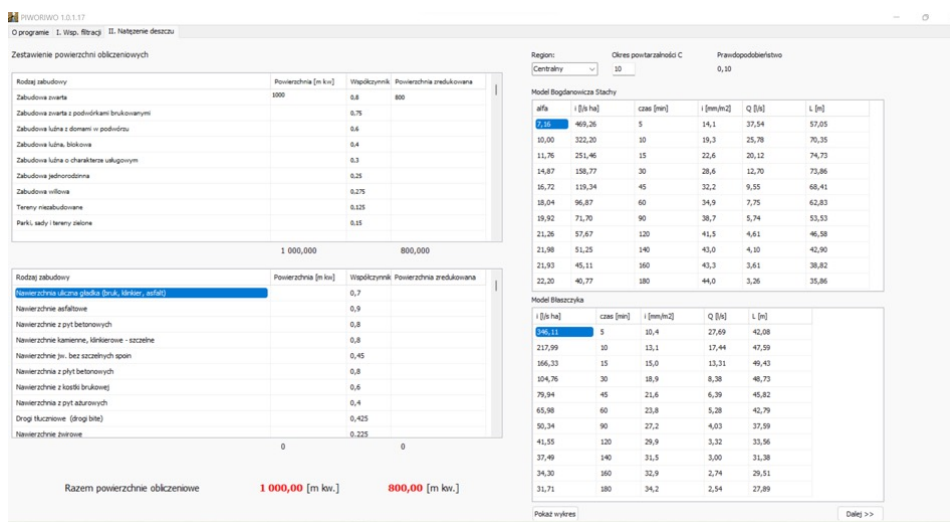 PIWORIWO 1.0.1.17
O programie I. Wsp. filtracji II. Natężenie deszczu
Zestawienie powierzchni obliczeniowych
Rodzaj zabudowy Powierzchnia [m kw] Współczynnik Powierzchnia zredukowana
Zabudowa zwarta 1000 0,8 800
Zabudowa zwarta z podwórkami brukowanymi 0,75
Zabudowa luźna z domami w podwórzu 0,6
Zabudowa luźna, blokowa 0,4
Zabudowa luźna o charakterze usługowym 0,3
Zabudowa jednorodzinna 0,25
Zabudowa willowa 0,275
Tereny niezabudowane 0,125
Parki, sady i tereny zielone 0,15
1 000,000 800,000
Rodzaj zabudowy Powierzchnia [m kw] Współczynnik Powierzchnia zredukowana
Nawierzchnia uliczna gładka (bruk, klinkier, asfalt) 0,7
Nawierzchnie asfaltowe 0,9
Nawierzchnie z pyt betonowych 0,8
Nawierzchnie kamienne, klinkierowe - szczelne 0,8
Nawierzchnie jw. bez szczelnych spoin 0,45
Nawierzchnia z płyt betonowych 0,8
Nawierzchnie z kostki brukowej 0,6
Nawierzchnia z pyt ażurowych 0,4
Drogi tłuczniowe (drogi bite) 0,425
Nawierzchnie żwirowe 0,225
0 0
Razem powierzchnie obliczeniowe 1 000,00 [m kw.] 800,00 [m kw.]
Region: Okres powtarzalności C Prawdopodobieństwo
Centralny 10 0,10
Model Bogdanowicza Stachy
alfa i [l/s ha] czas [min] i [mm/m2] Q [l/s] L [m]
7,16 469,26 5 14,1 37,54 57,05
10,00 322,20 10 19,3 25,78 70,35
11,76 251,46 15 22,6 20,12 74,73
14,87 158,77 30 28,6 12,70 73,86
16,72 119,34 45 32,2 9,55 68,41
18,04 96,87 60 34,9 7,75 62,83
19,92 71,70 90 38,7 5,74 53,53
21,26 57,67 120 41,5 4,61 46,58
21,98 51,25 140 43,0 4,10 42,90
21,93 45,11 160 43,3 3,61 38,82
22,20 40,77 180 44,0 3,26 35,86
Model Błaszczyka
i [l/s ha] czas [min] i [mm/m2] Q [l/s] L [m]
346,11 5 10,4 27,69 42,08
217,99 10 13,1 17,44 47,59
166,33 15 15,0 13,31 49,43
104,76 30 18,9 8,38 48,73
79,94 45 21,6 6,39 45,82
65,98 60 23,8 5,28 42,79
50,34 90 27,2 4,03 37,59
41,55 120 29,9 3,32 33,56
37,49 140 31,5 3,00 31,38
34,30 160 32,9 2,74 29,51
31,71 180 34,2 2,54 27,89
Pokaż wykres Dalej >>